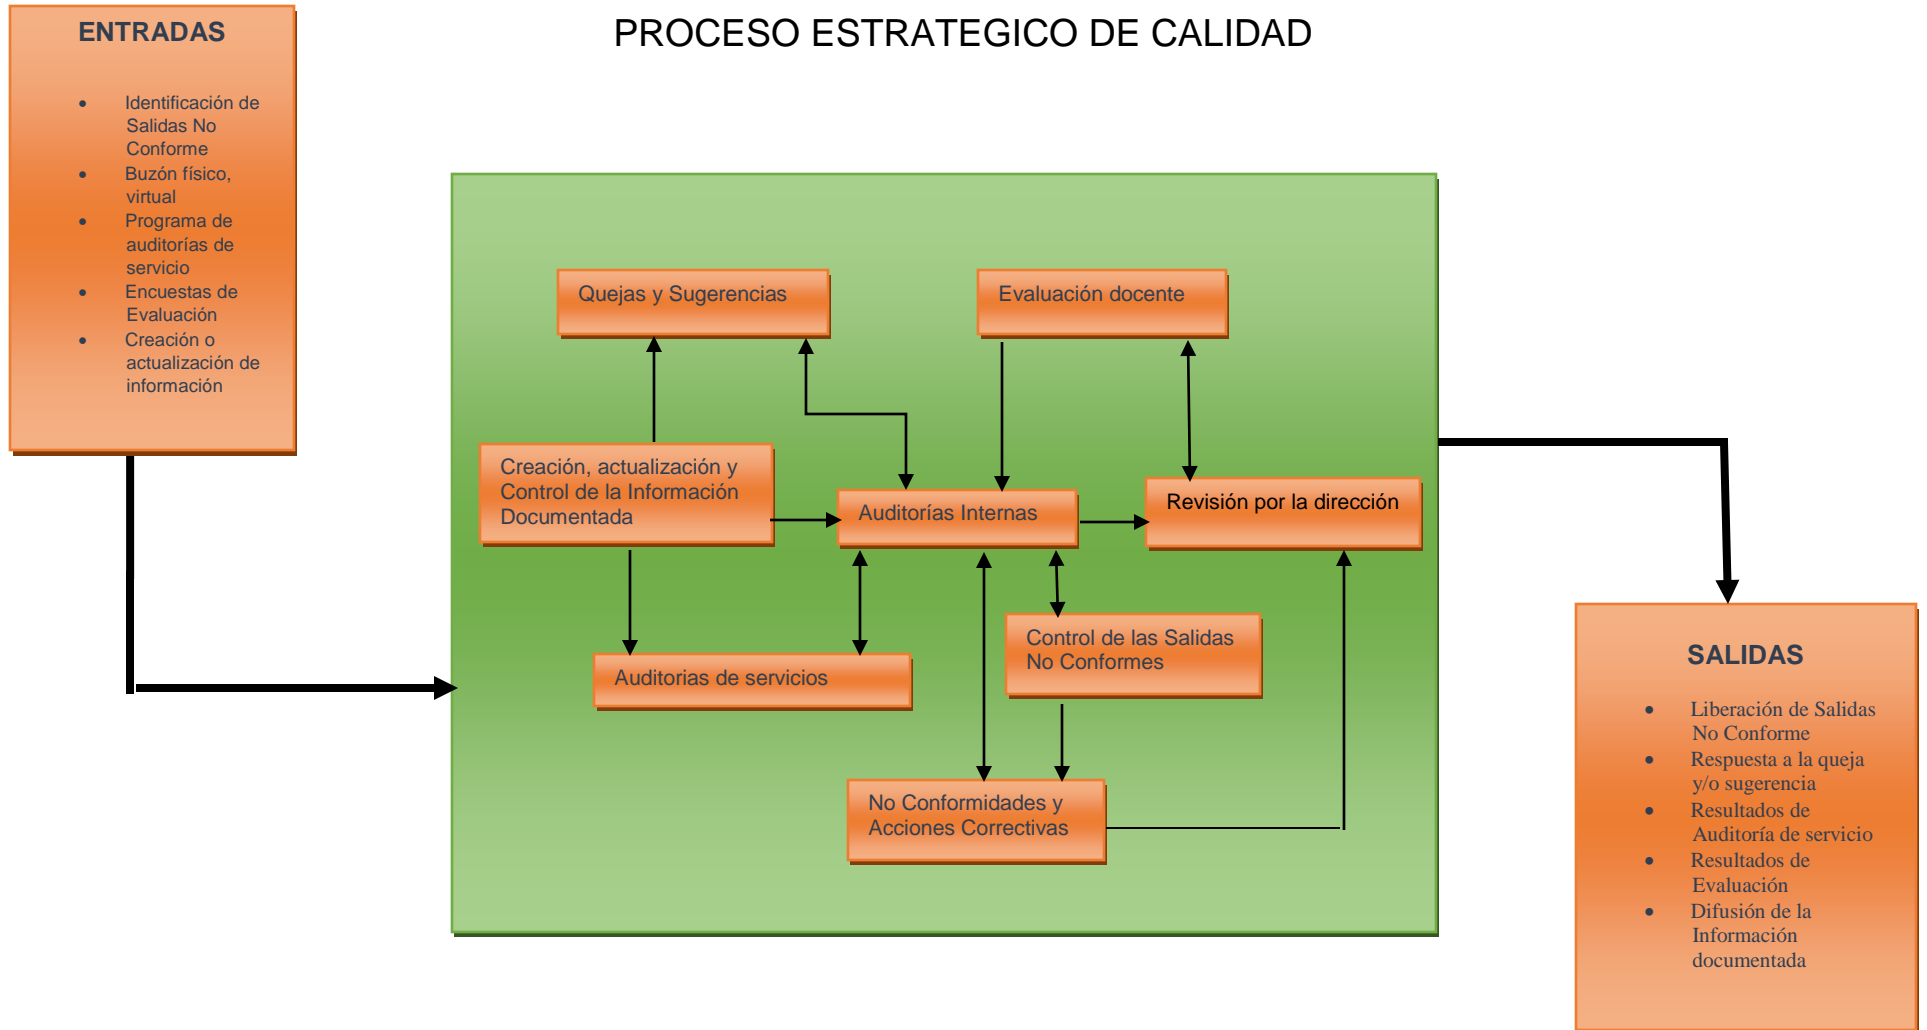 PROCESO ESTRATEGICO DE CALIDAD
ENTRADAS
• Identificación de
Salidas No
Conforme
• Buzón físico,
virtual
• Programa de
auditorías de
servicio
• Encuestas de
Evaluación
• Creación o
actualización de
información
Quejas y Sugerencias
Evaluación docente
Creación, actualización y
Control de la Información
Documentada
Auditorías Internas
Revisión por la dirección
Auditorias de servicios
Control de las Salidas
No Conformes
No Conformidades y
Acciones Correctivas
SALIDAS
• Liberación de Salidas
No Conforme
• Respuesta a la queja
y/o sugerencia
• Resultados de
Auditoría de servicio
• Resultados de
Evaluación
• Difusión de la
Información
documentada